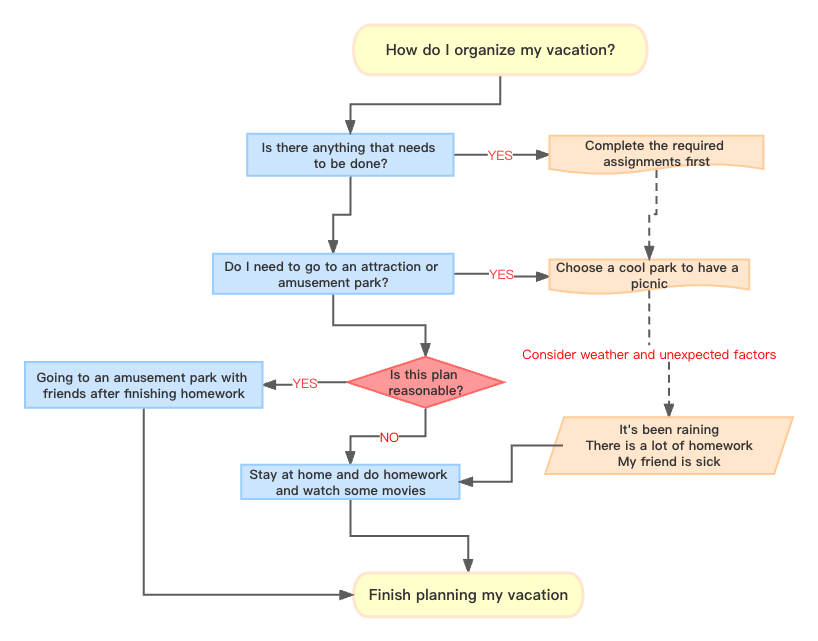 How do I organize my vacation?
Is there anything that needs
to be done?
YES
Complete the required
assignments first
Do I need to go to an attraction or
amusement park?
YES
Choose a cool park to have a
picnic
Consider weather and unexpected factors
Going to an amusement park with
friends after finishing homework
YES
Is this plan
reasonable?
NO
It's been raining
There is a lot of homework
My friend is sick
Stay at home and do homework
and watch some movies
Finish planning my vacation